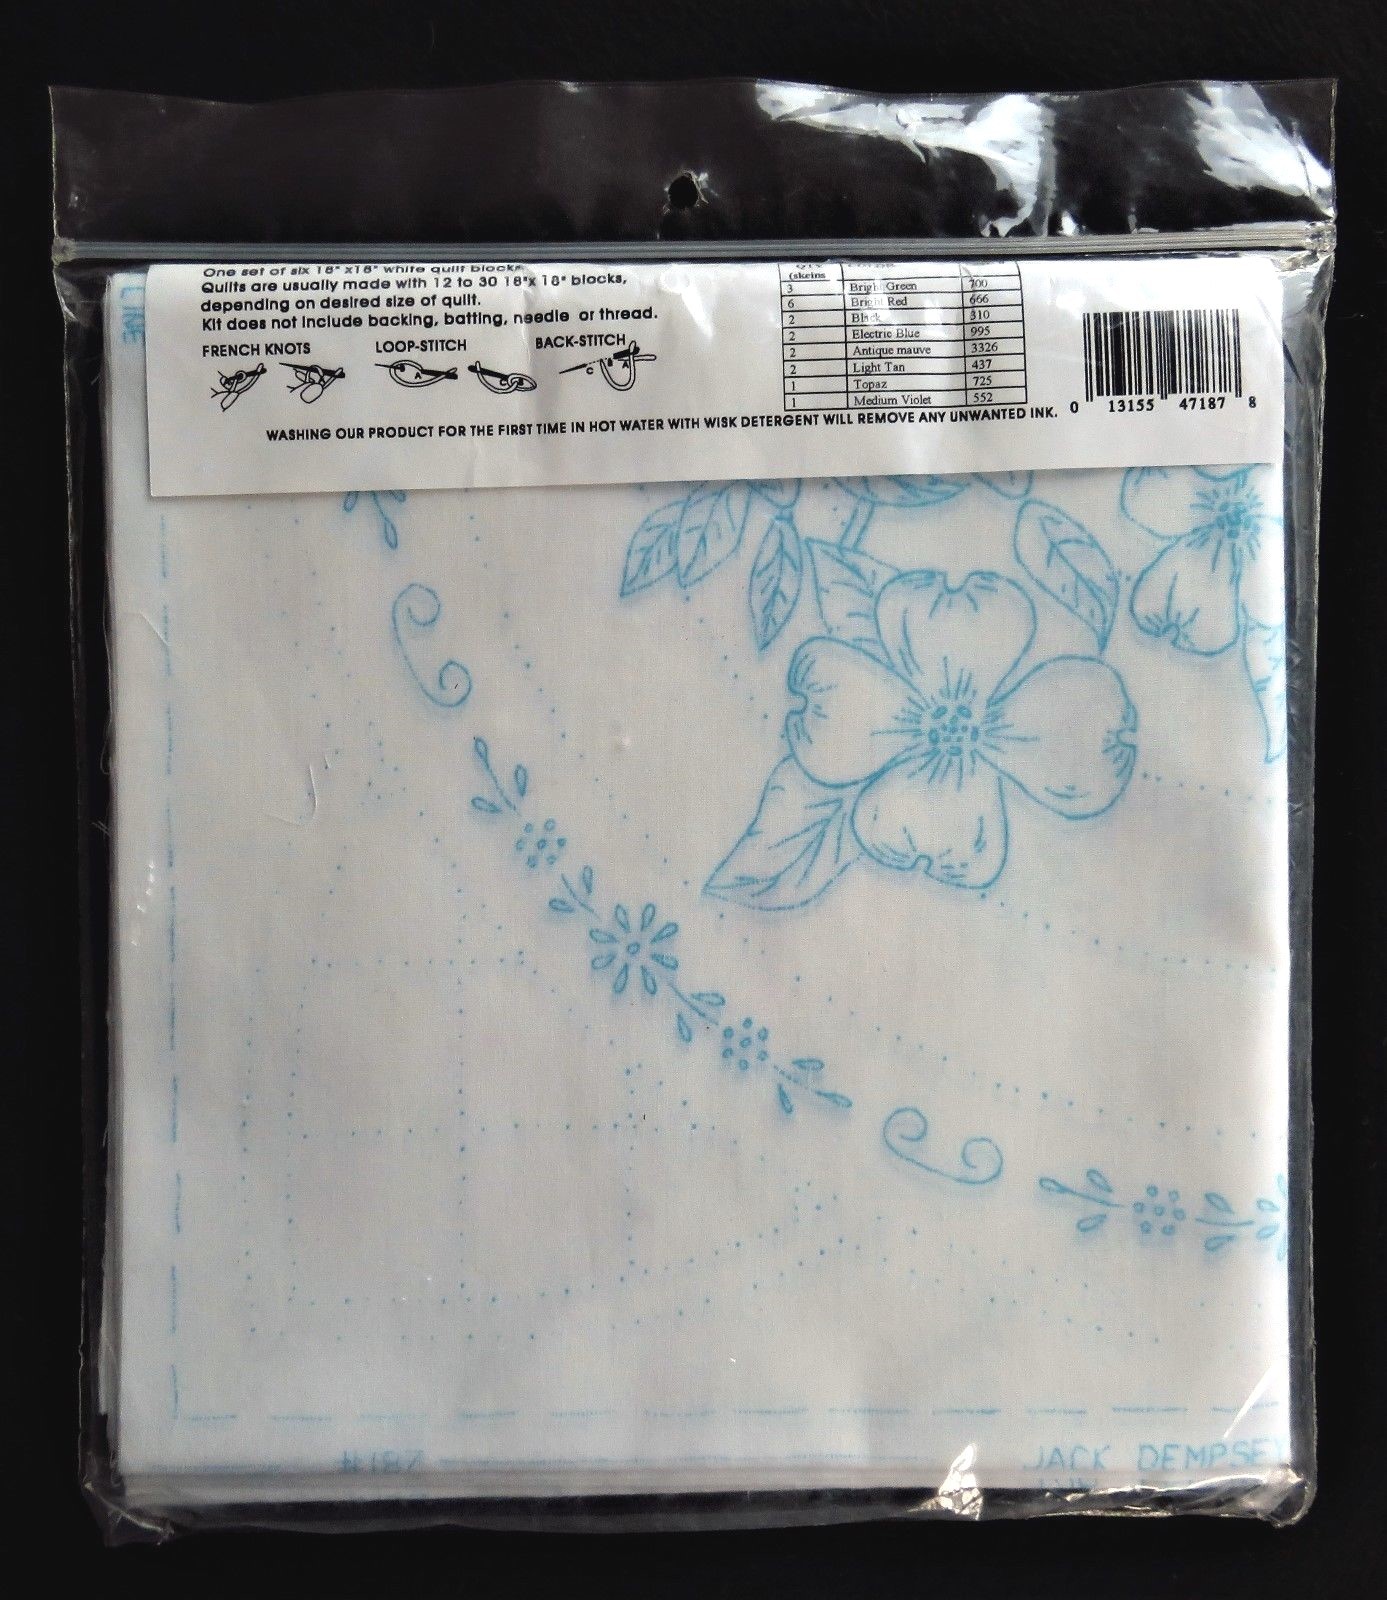 One set of six 18" x18" white quilt blocks
Quilts are usually made with 12 to 30 18"x 18" blocks,
depending on desired size of quilt.
Kit does not include backing, batting, needle or thread.
FRENCH KNOTS LOOP-STITCH BACK-STITCH
A B
C B
C B A
(skeins
3 Bright Green 700
6 Bright Red 666
2 Black 310
2 Electric Blue 995
2 Antique mauve 3326
2 Light Tan 437
1 Topaz 725
1 Medium Violet 552
0 13155 47187 8
WASHING OUR PRODUCT FOR THE FIRST TIME IN HOT WATER WITH WISK DETERGENT WILL REMOVE ANY UNWANTED INK.
LINE
#187
JACK DEMPSEY